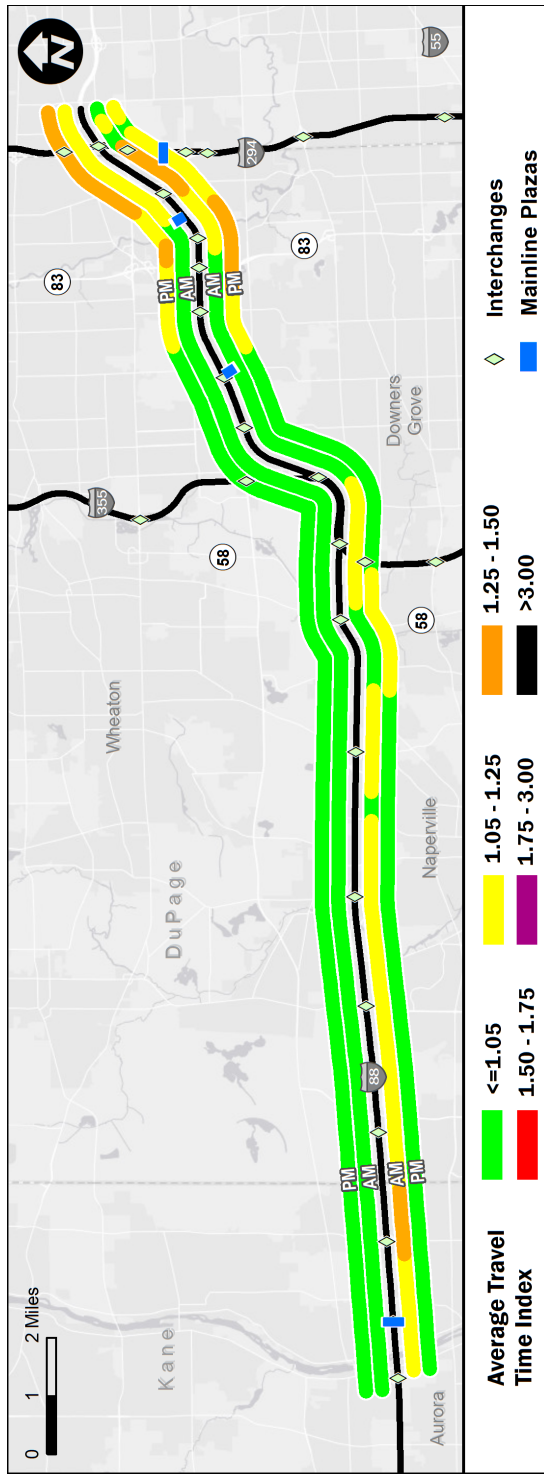 N
0 1 2 Miles
Kane
DuPage
Wheaton
355
58
83
294
55
83
PM
AM
AM
PM
Downers
Grove
58
Naperville
88
PM
AM
AM
PM
Aurora
Average Travel
Time Index
<=1.05
1.05 - 1.25
1.25 - 1.50
1.50 - 1.75
1.75 - 3.00
>3.00
Interchanges
Mainline Plazas